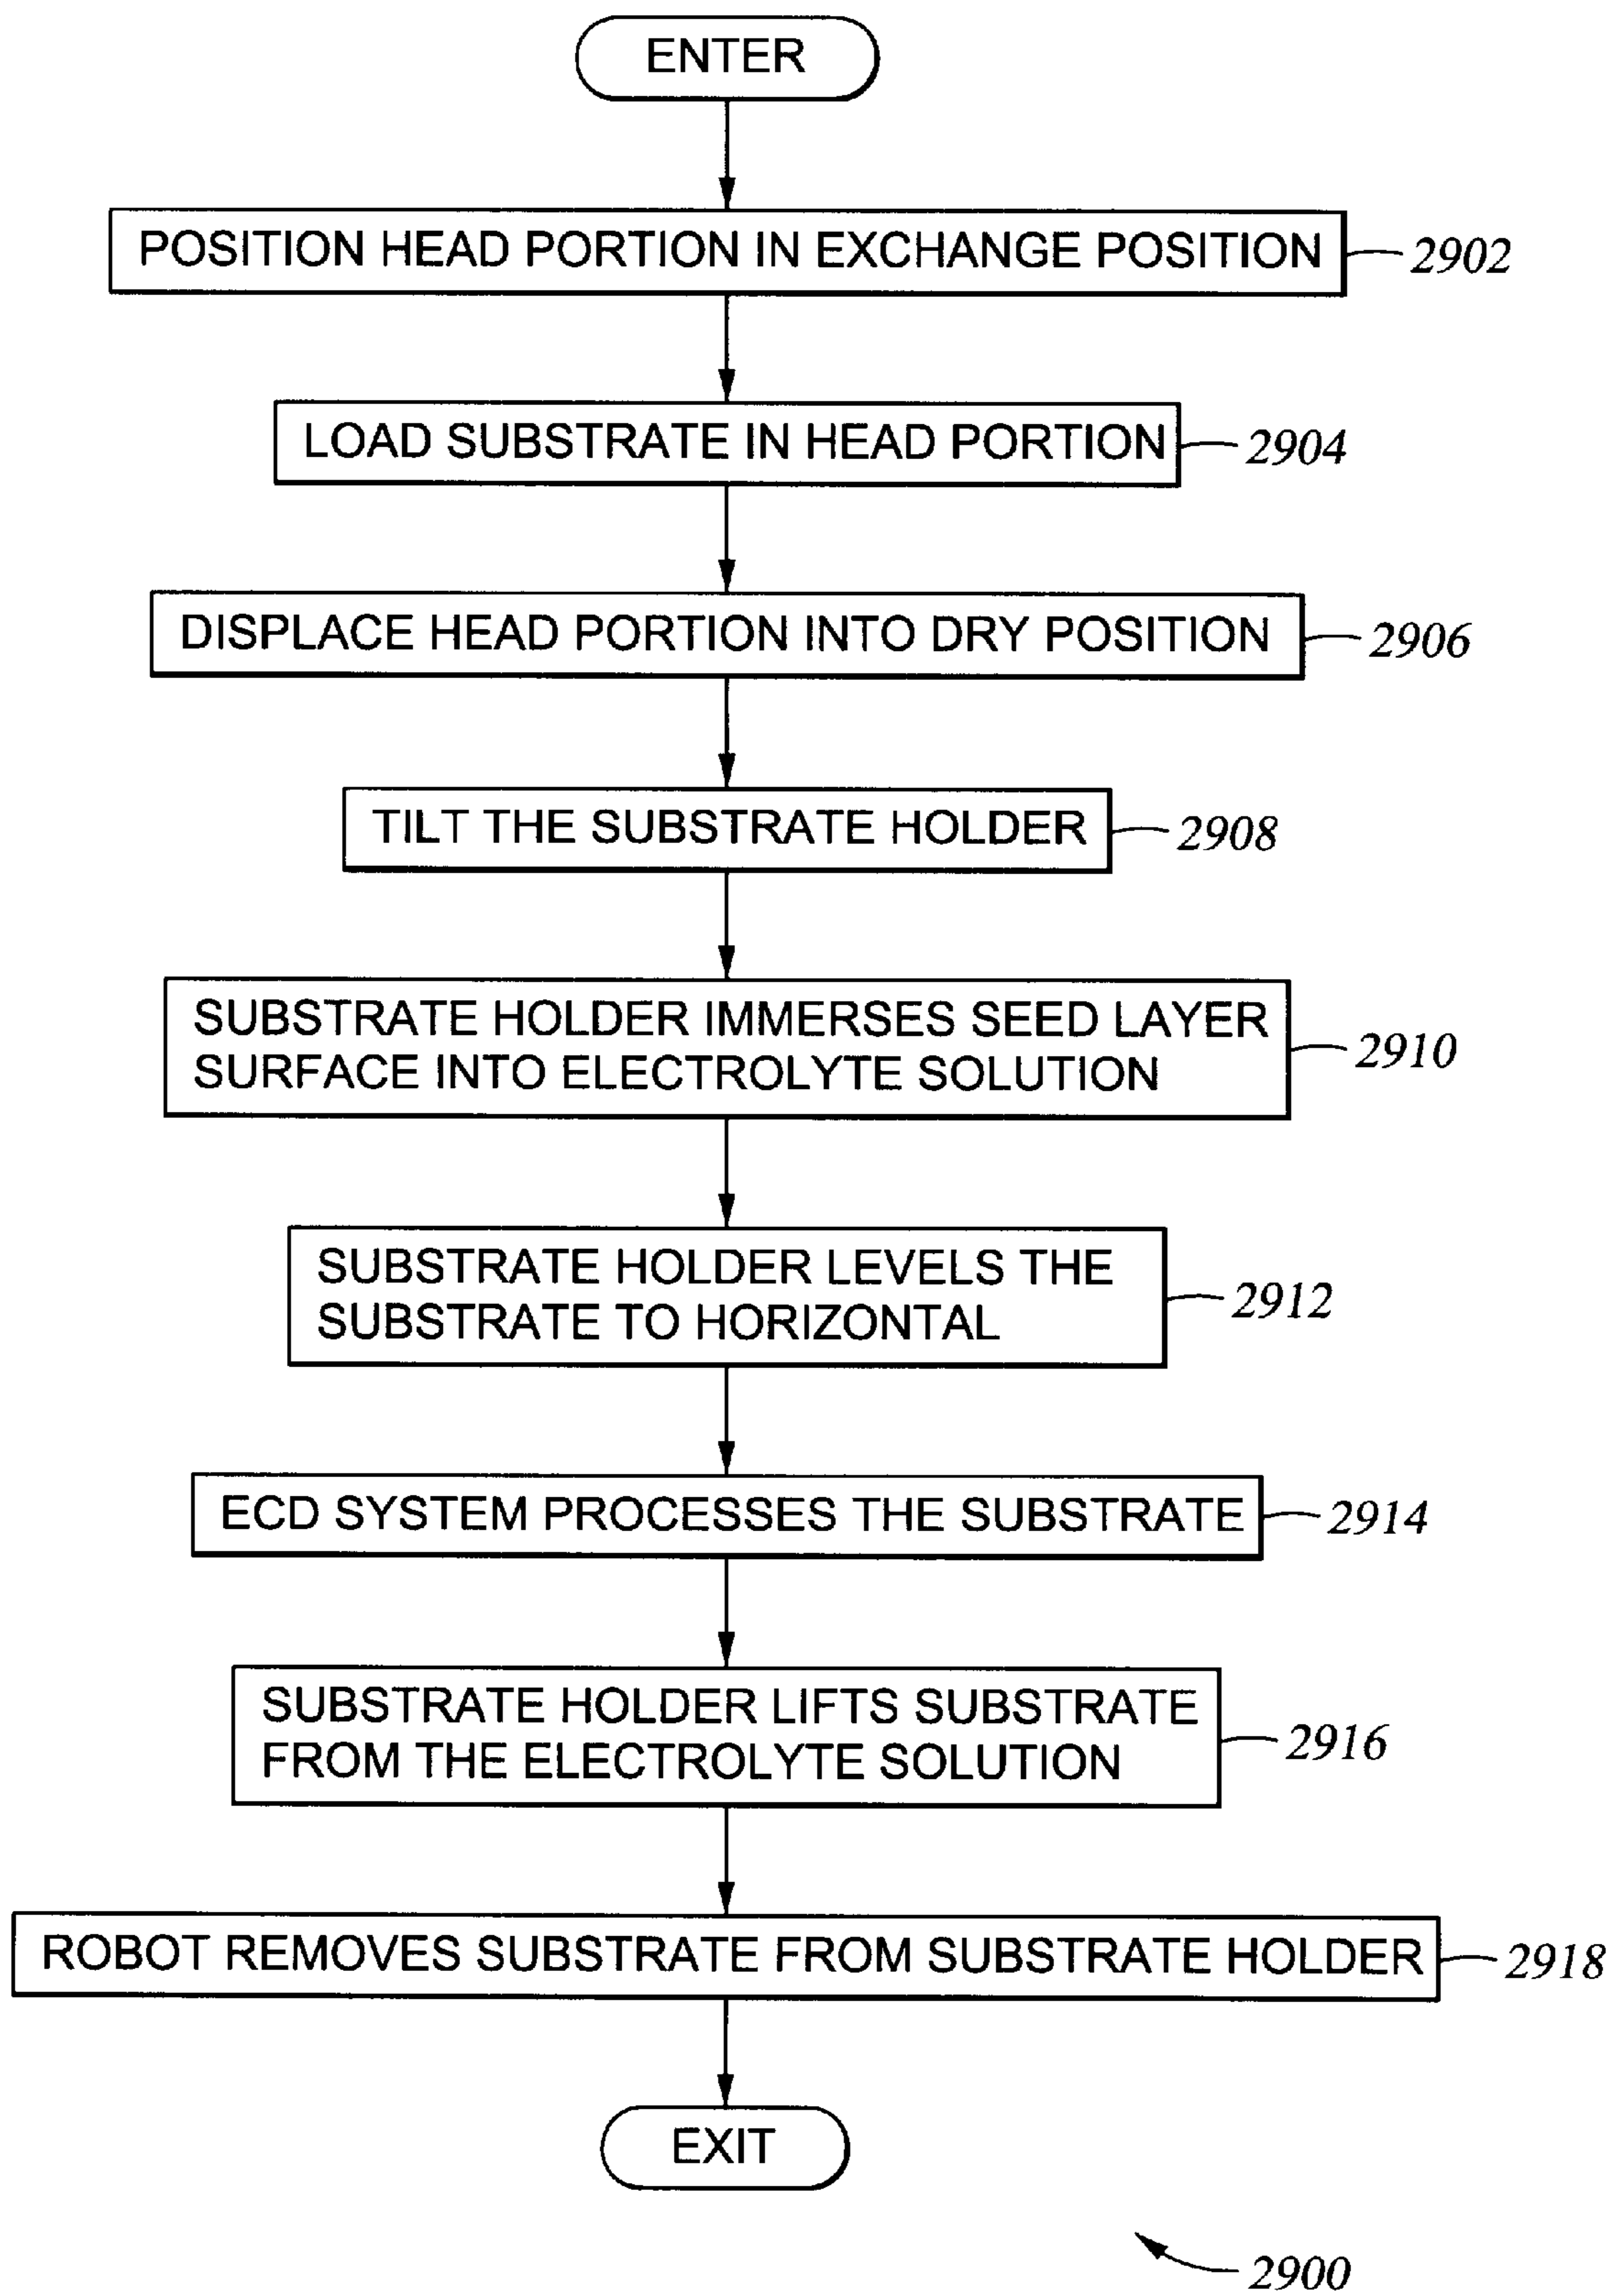 ENTER
POSITION HEAD PORTION IN EXCHANGE POSITION
2902
LOAD SUBSTRATE IN HEAD PORTION
2904
DISPLACE HEAD PORTION INTO DRY POSITION
2906
TILT THE SUBSTRATE HOLDER
2908
SUBSTRATE HOLDER IMMERSES SEED LAYER
SURFACE INTO ELECTROLYTE SOLUTION
2910
SUBSTRATE HOLDER LEVELS THE
SUBSTRATE TO HORIZONTAL
2912
ECD SYSTEM PROCESSES THE SUBSTRATE
2914
SUBSTRATE HOLDER LIFTS SUBSTRATE
FROM THE ELECTROLYTE SOLUTION
2916
ROBOT REMOVES SUBSTRATE FROM SUBSTRATE HOLDER
2918
EXIT
2900